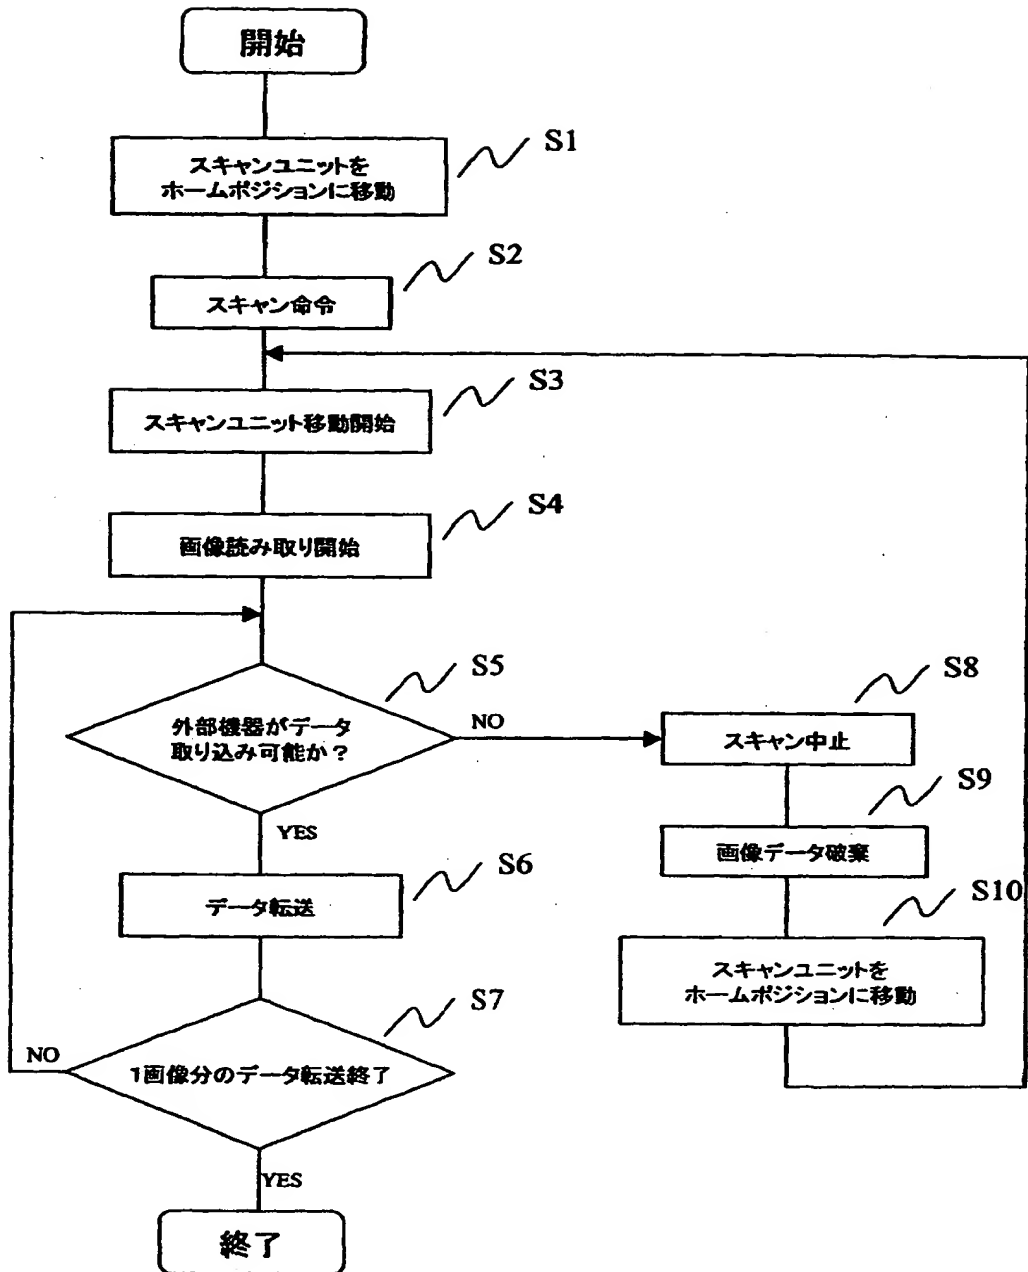 開始
スキャンユニットを
ホームポジションに移動
S1
スキャン命令
S2
スキャンユニット移動開始
S3
画像読み取り開始
S4
外部機器がデータ
取り込み可能か？
S5
NO
YES
データ転送
S6
1画像分のデータ転送終了
S7
NO
YES
終了
スキャン中止
S8
画像データ破棄
S9
スキャンユニットを
ホームポジションに移動
S10